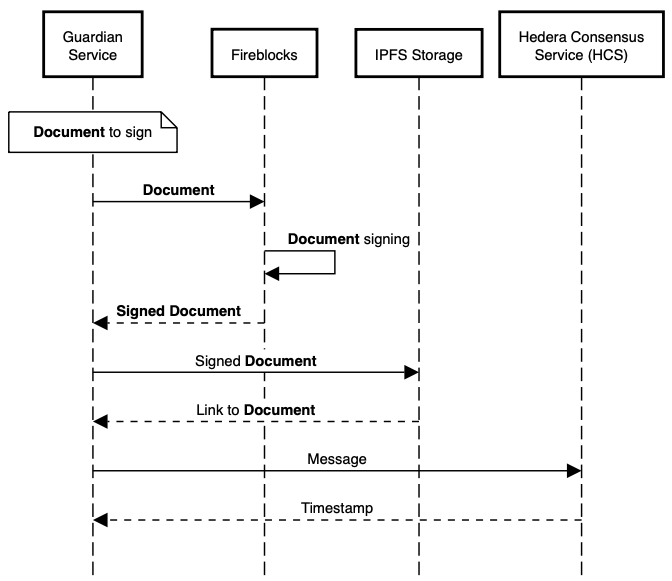 Guardian
Service
Fireblocks
IPFS Storage
Hedera Consensus
Service (HCS)
Document to sign
Document
Document signing
Signed Document
Signed Document
Link to Document
Message
Timestamp